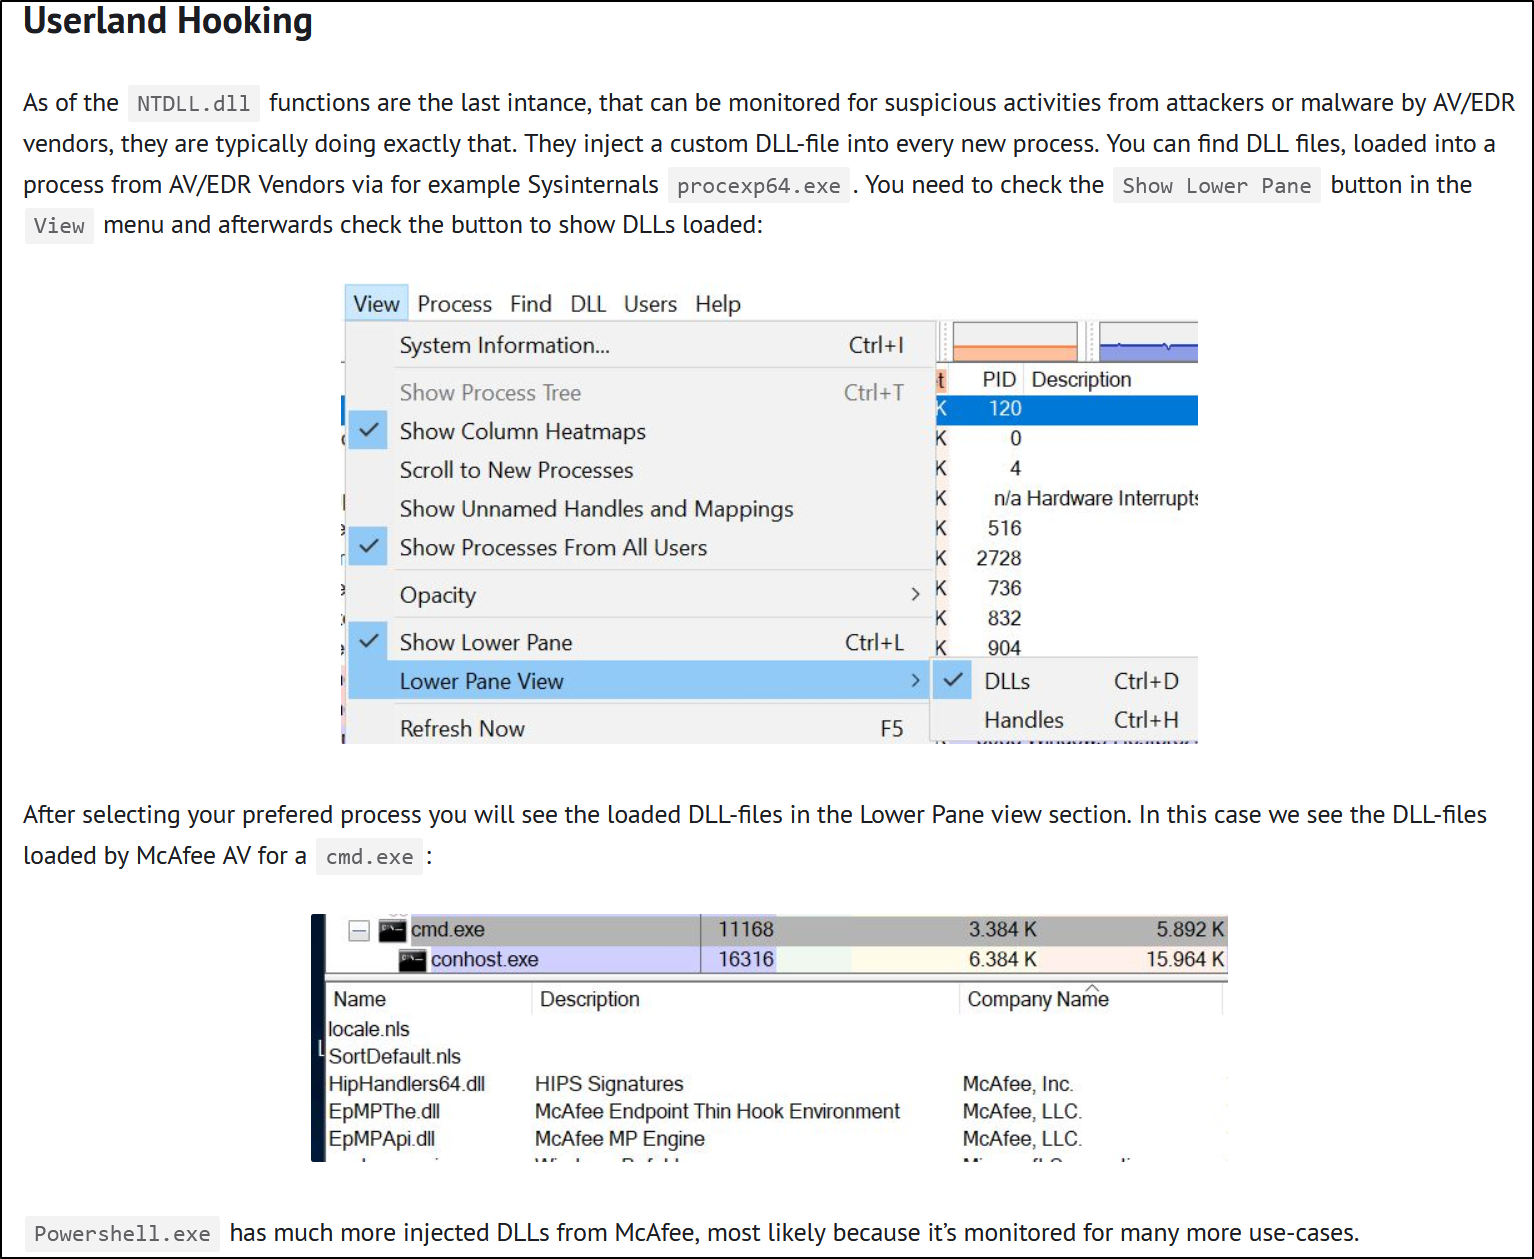 Userland Hooking
As of the NTDLL.dll functions are the last intance, that can be monitored for suspicious activities from attackers or malware by AV/EDR
vendors, they are typically doing exactly that. They inject a custom DLL-file into every new process. You can find DLL files, loaded into a
process from AV/EDR Vendors via for example Sysinternals procexp64.exe. You need to check the Show Lower Pane button in the
View menu and afterwards check the button to show DLLs loaded:
View Process Find DLL Users Help
System Information... Ctrl+I
PID Description
Show Process Tree Ctrl+T
K 120
Show Column Heatmaps K 0
Scroll to New Processes K 4
Show Unnamed Handles and Mappings K n/a Hardware Interrupts
K 516
Show Processes From All Users K 2728
Opacity > K 736
K 832
Show Lower Pane Ctrl+L K 904
Lower Pane View > DLLs Ctrl+D
Refresh Now F5 Handles Ctrl+H
After selecting your prefered process you will see the loaded DLL-files in the Lower Pane view section. In this case we see the DLL-files
loaded by McAfee AV for a cmd.exe:
cmd.exe 11168 3.384 K 5.892 K
conhost.exe 16316 6.384 K 15.964 K
Name Description Company Name
locale.nls
SortDefault.nls
HipHandlers64.dll HIPS Signatures McAfee, Inc.
EpMPThe.dll McAfee Endpoint Thin Hook Environment McAfee, LLC.
EpMPApi.dll McAfee MP Engine McAfee, LLC.
Powershell.exe has much more injected DLLs from McAfee, most likely because it's monitored for many more use-cases.